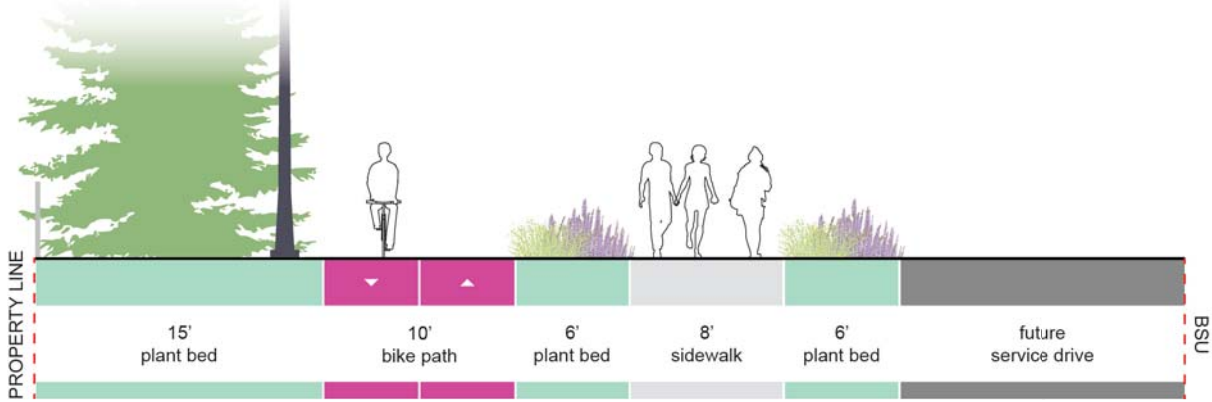 PROPERTY LINE
15’
plant bed
10’
bike path
6’
plant bed
8’
sidewalk
6’
plant bed
future
service drive
BSU